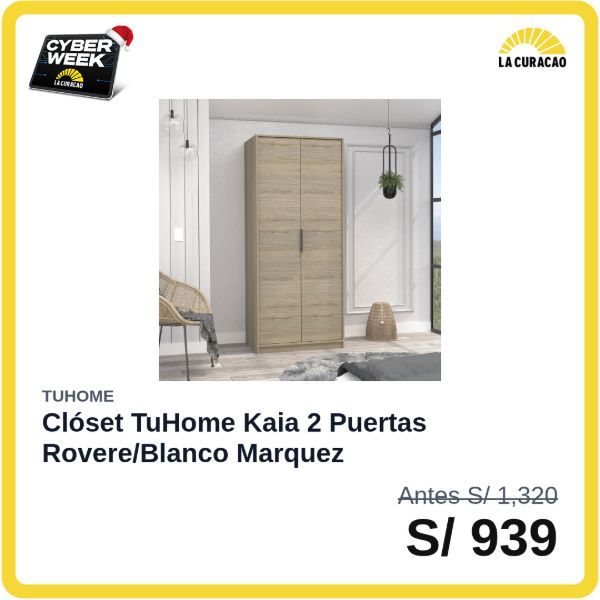 CYBER
WEEK
LA CURACAO
LA CURACAO
TUHOME
Clóset TuHome Kaia 2 Puertas
Rovere/Blanco Marquez
Antes S/ 1,320
S/ 939